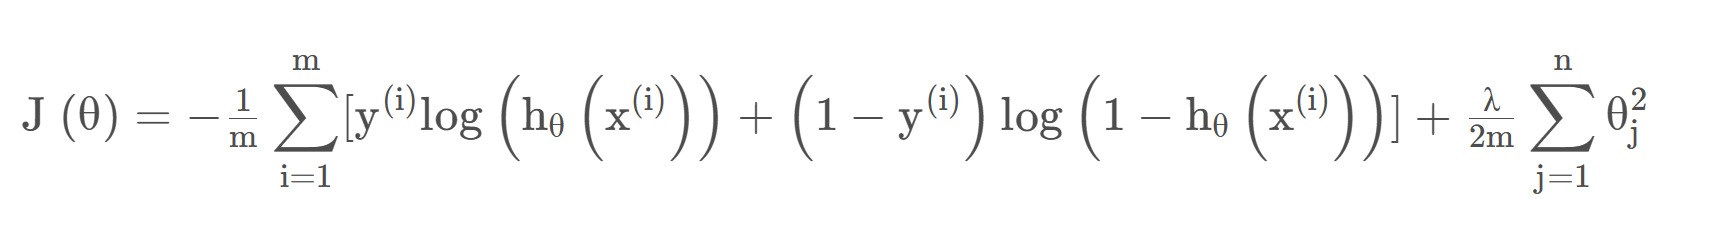 J (θ) = − 1/m ∑_{i=1}^{m} [y^{(i)} log (h_θ (x^{(i)})) + (1 − y^{(i)}) log (1 − h_θ (x^{(i)}))] + λ/2m ∑_{j=1}^{n} θ_j^2